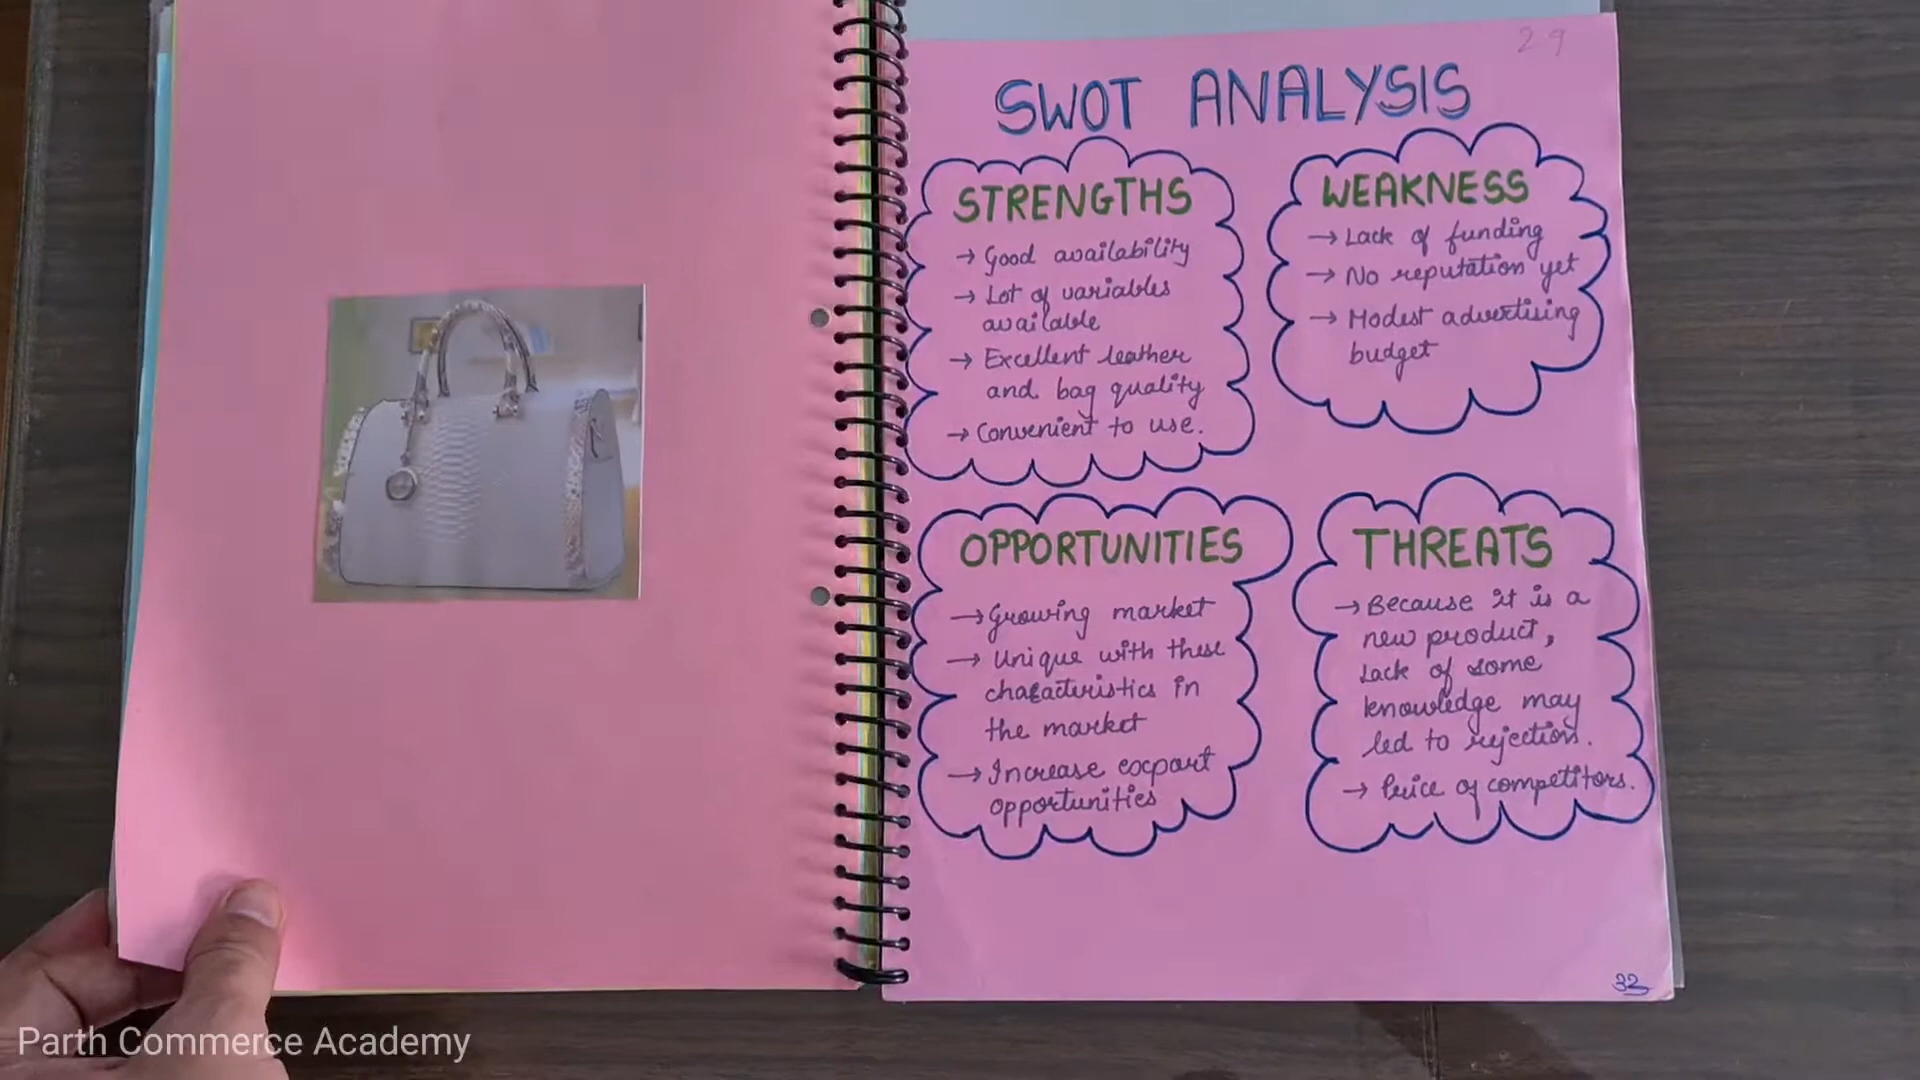 29
SWOT ANALYSIS
STRENGTHS
→ Good availability
→ Lot of variables
available
→ Excellent leather
and bag quality
→ Convenient to use.
WEAKNESS
→ Lack of funding
→ No reputation yet
→ Modest advertising
budget
OPPORTUNITIES
→ Growing market
→ Unique with these
characteristics in
the market
→ Increase export
opportunities
THREATS
→ Because it is a
new product,
lack of some
knowledge may
led to rejection.
→ Price of competitors.
32
Parth Commerce Academy